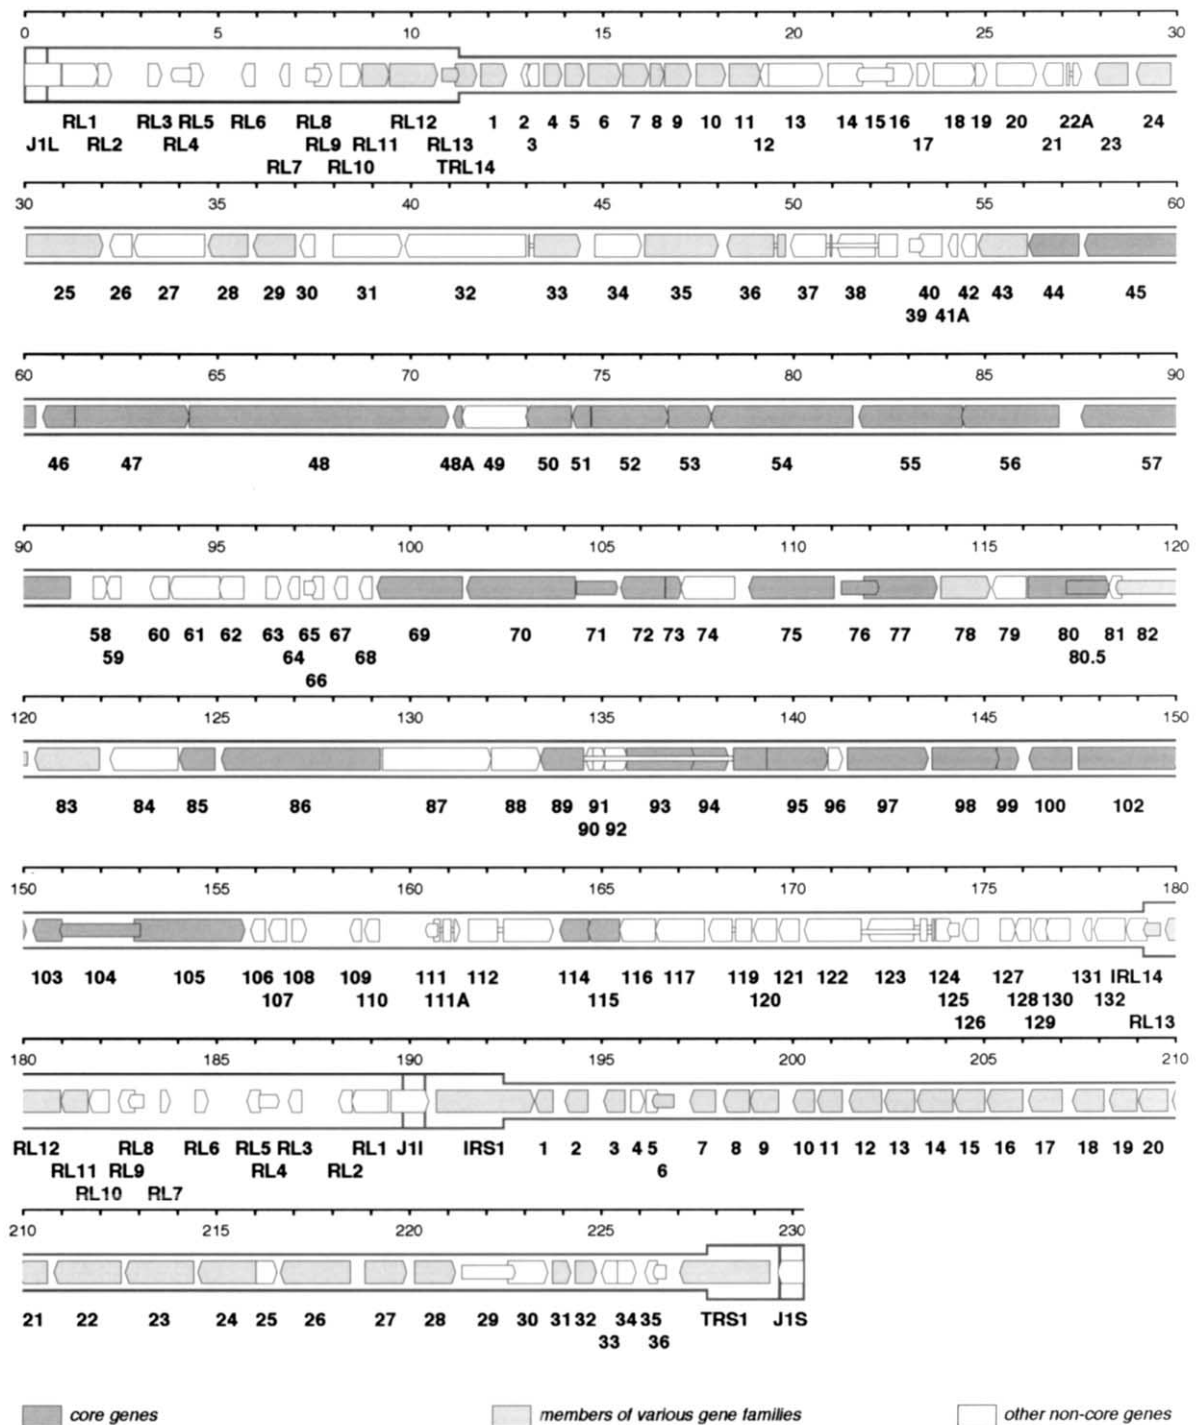 0 5 10 15 20 25 30
RL1 RL3 RL5 RL6 RL8 RL12 1 2 4 5 6 7 8 9 10 11 13 14 15 16 18 19 20 22A 24
J1L RL2 RL4 RL9 RL11 RL13 3 12 17 21 23
RL7 RL10 TRL14
30 35 40 45 50 55 60
25 26 27 28 29 30 31 32 33 34 35 36 37 38 40 42 43 44 45
39 41A
60 65 70 75 80 85 90
46 47 48 48A 49 50 51 52 53 54 55 56 57
90 95 100 105 110 115 120
58 60 61 62 63 65 67 69 70 71 72 73 74 75 76 77 78 79 80 81 82
59 64 68 80.5
66
120 125 130 135 140 145 150
83 84 85 86 87 88 89 91 93 94 95 96 97 98 99 100 102
90 92
150 155 160 165 170 175 180
103 104 105 106 108 109 111 112 114 116 117 119 121 122 123 124 127 131 IRL14
107 110 111A 115 120 125 128 130 132
126 129 RL13
180 185 190 195 200 205 210
RL12 RL8 RL6 RL5 RL3 RL1 J1I IRS1 1 2 3 4 5 7 8 9 10 11 12 13 14 15 16 17 18 19 20
RL11 RL9 RL4 RL2 6
RL10 RL7
210 215 220 225 230
21 22 23 24 25 26 27 28 29 30 31 32 34 35 TRS1 J1S
33 36
core genes members of various gene families other non-core genes